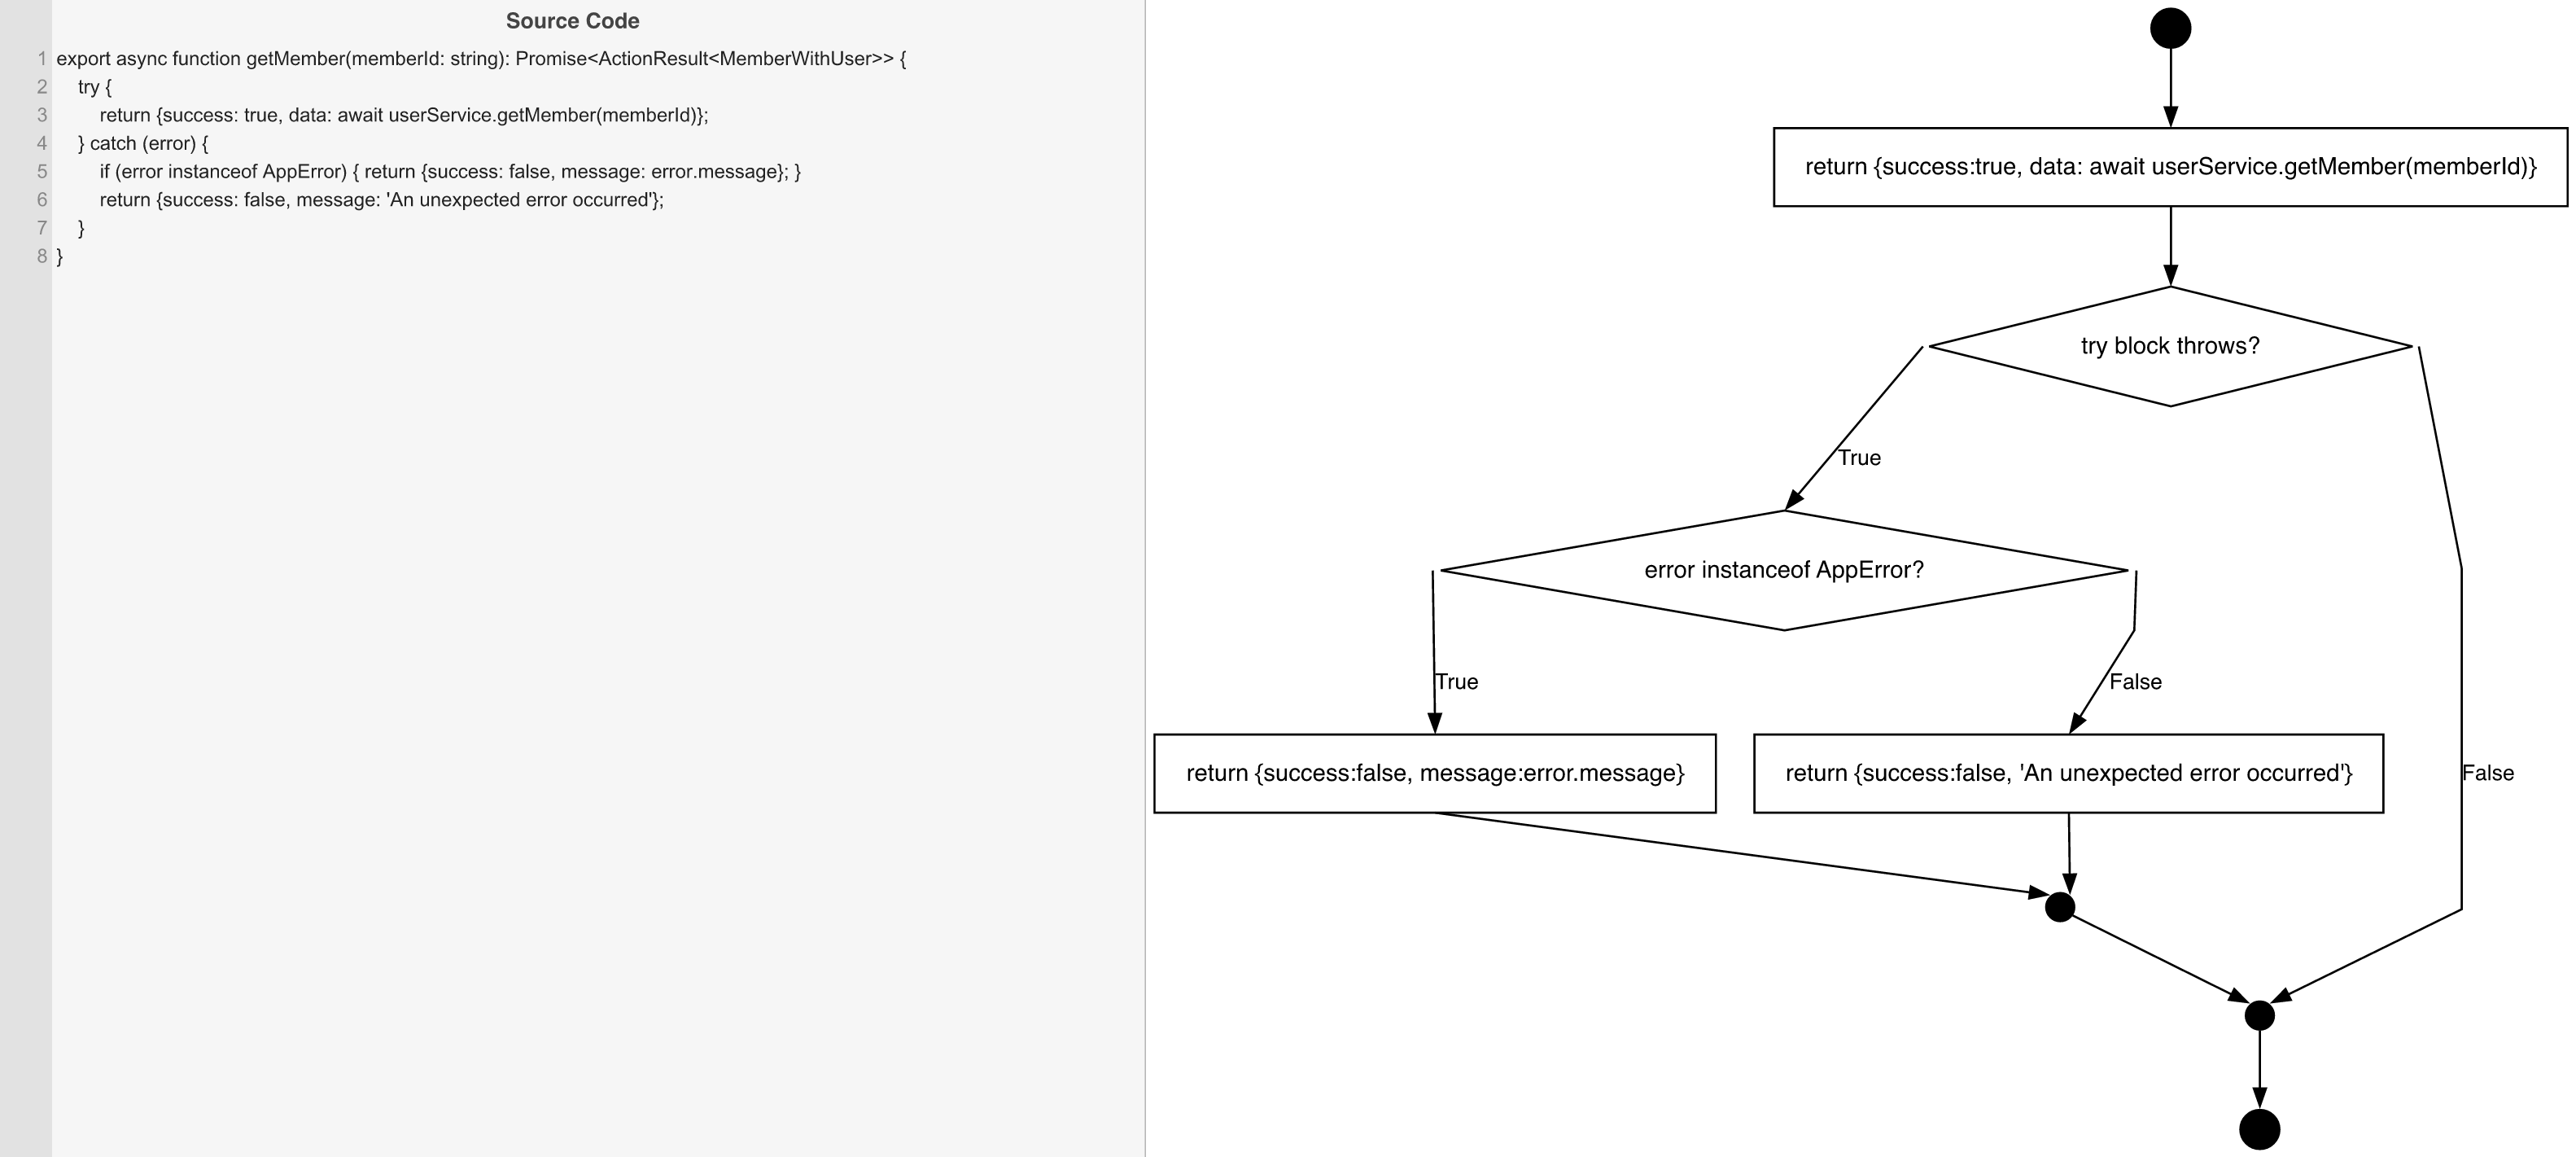 Source Code
1 export async function getMember(memberId: string): Promise<ActionResult<MemberWithUser>> {
2 try {
3 return {success: true, data: await userService.getMember(memberId)};
4 } catch (error) {
5 if (error instanceof AppError) { return {success: false, message: error.message}; }
6 return {success: false, message: 'An unexpected error occurred'};
7 }
8 }
return {success:true, data: await userService.getMember(memberId)}
try block throws?
True
error instanceof AppError?
True
False
return {success:false, message:error.message}
return {success:false, 'An unexpected error occurred'}
False